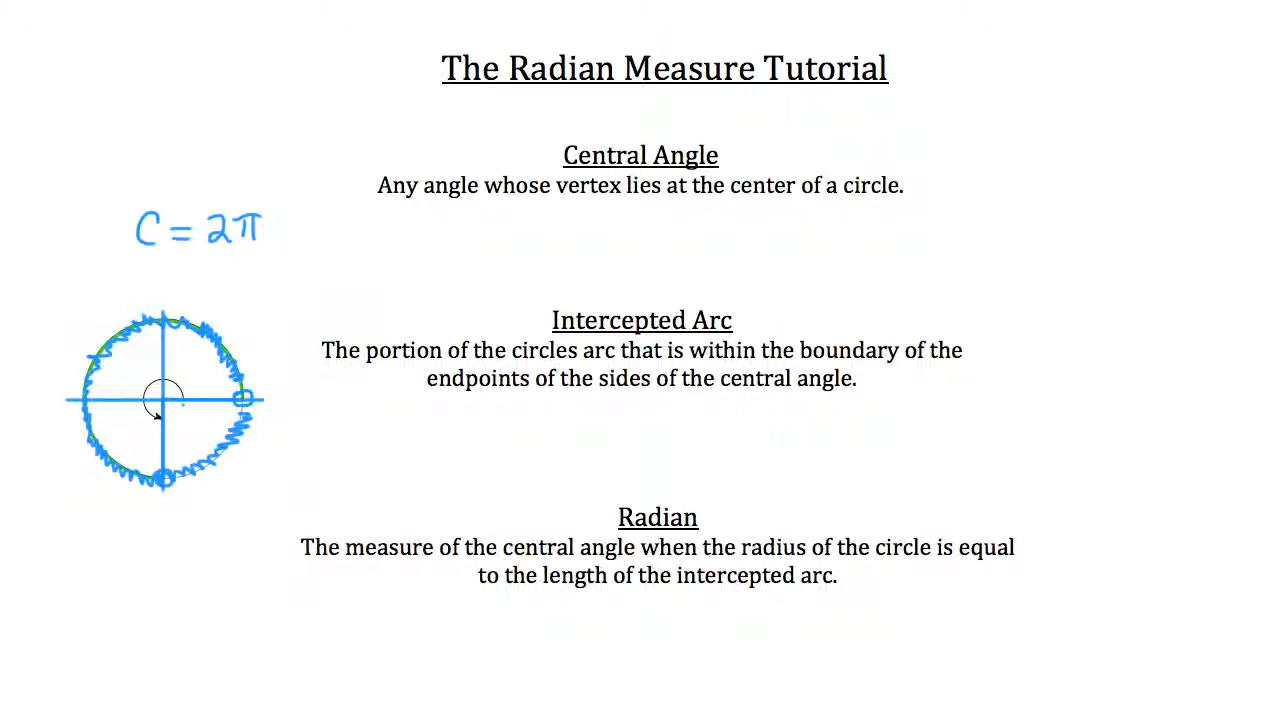 The Radian Measure Tutorial
Central Angle
Any angle whose vertex lies at the center of a circle.
C = 2π
Intercepted Arc
The portion of the circles arc that is within the boundary of the
endpoints of the sides of the central angle.
Radian
The measure of the central angle when the radius of the circle is equal
to the length of the intercepted arc.